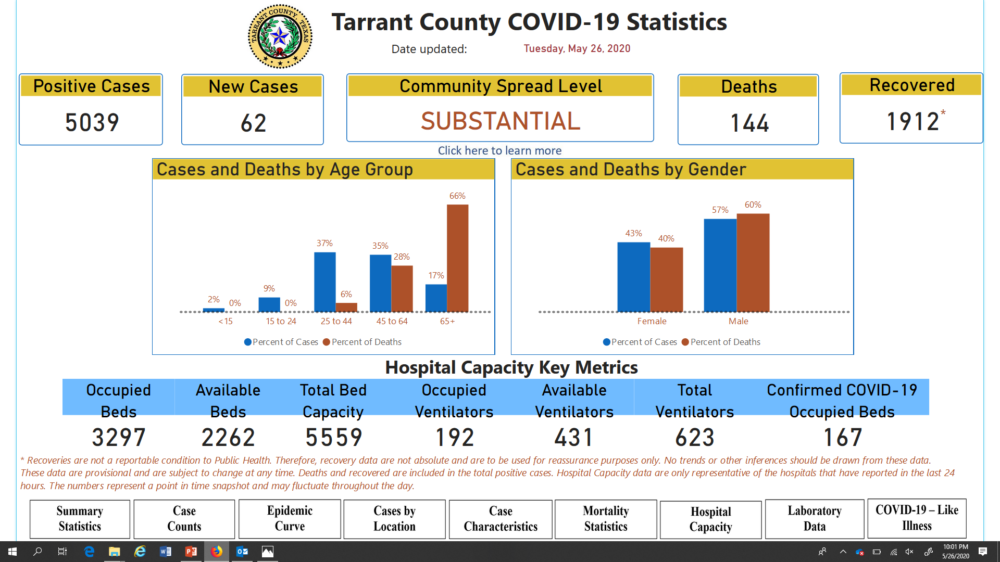 TARRANT COUNTY, TEXAS
Tarrant County COVID-19 Statistics
Date updated: Tuesday, May 26, 2020
Positive Cases
5039
New Cases
62
Community Spread Level
SUBSTANTIAL
Click here to learn more
Deaths
144
Recovered
1912*
Cases and Deaths by Age Group
2% 0% 9% 0% 37% 6% 35% 28% 17% 66%
<15 15 to 24 25 to 44 45 to 64 65+
Percent of Cases Percent of Deaths
Cases and Deaths by Gender
43% 40% 57% 60%
Female Male
Percent of Cases Percent of Deaths
Hospital Capacity Key Metrics
Occupied Beds
3297
Available Beds
2262
Total Bed Capacity
5559
Occupied Ventilators
192
Available Ventilators
431
Total Ventilators
623
Confirmed COVID-19 Occupied Beds
167
* Recoveries are not a reportable condition to Public Health. Therefore, recovery data are not absolute and are to be used for reassurance purposes only. No trends or other inferences should be drawn from these data.
These data are provisional and are subject to change at any time. Deaths and recovered are included in the total positive cases. Hospital Capacity data are only representative of the hospitals that have reported in the last 24
hours. The numbers represent a point in time snapshot and may fluctuate throughout the day.
Summary
Statistics
Case
Counts
Epidemic
Curve
Cases by
Location
Case
Characteristics
Mortality
Statistics
Hospital
Capacity
Laboratory
Data
COVID-19 – Like
Illness
10:01 PM
5/26/2020